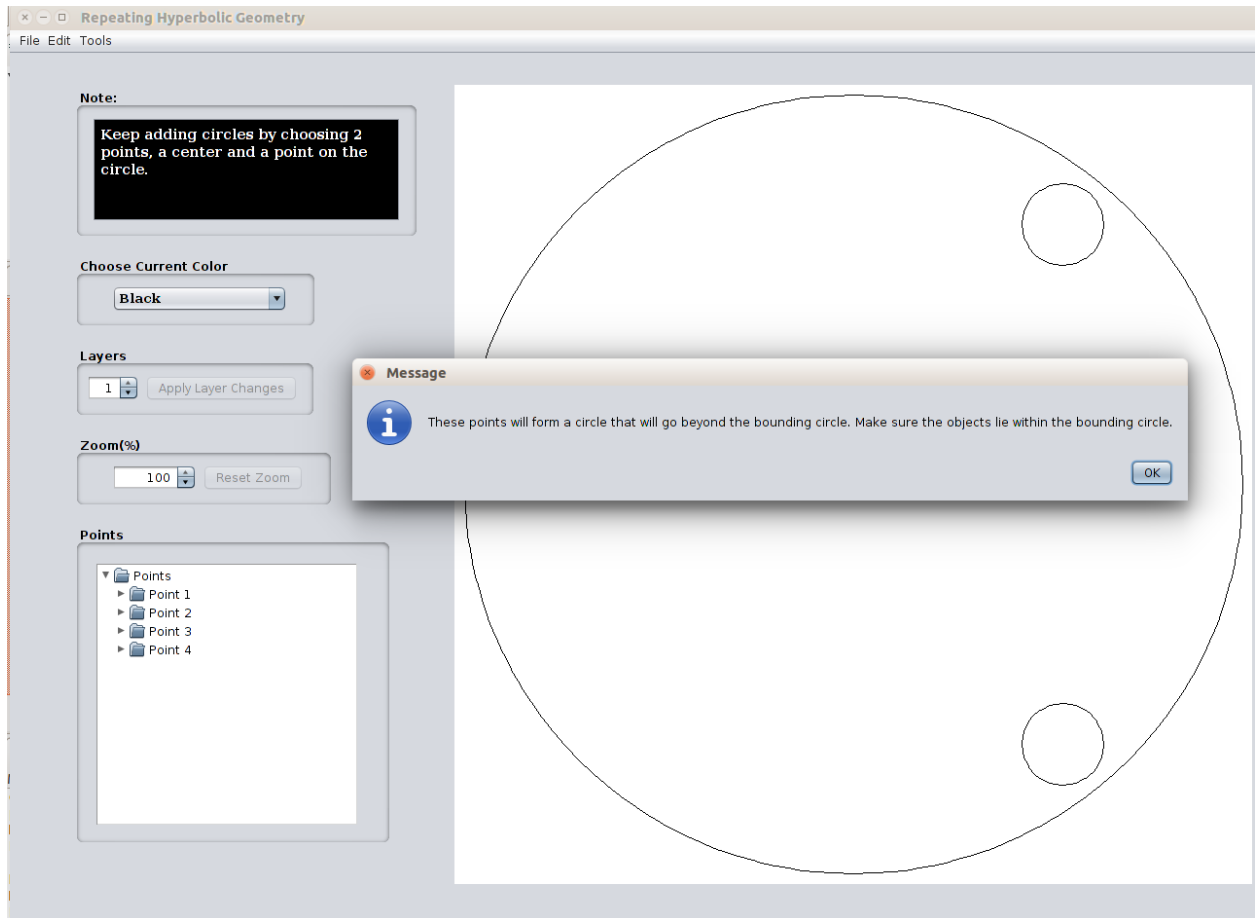 Repeating Hyperbolic Geometry
File Edit Tools
Note:
Keep adding circles by choosing 2
points, a center and a point on the
circle.
Choose Current Color
Black
Layers
1 Apply Layer Changes
Message
These points will form a circle that will go beyond the bounding circle. Make sure the objects lie within the bounding circle.
OK
Zoom(%)
100 Reset Zoom
Points
Points
Point 1
Point 2
Point 3
Point 4